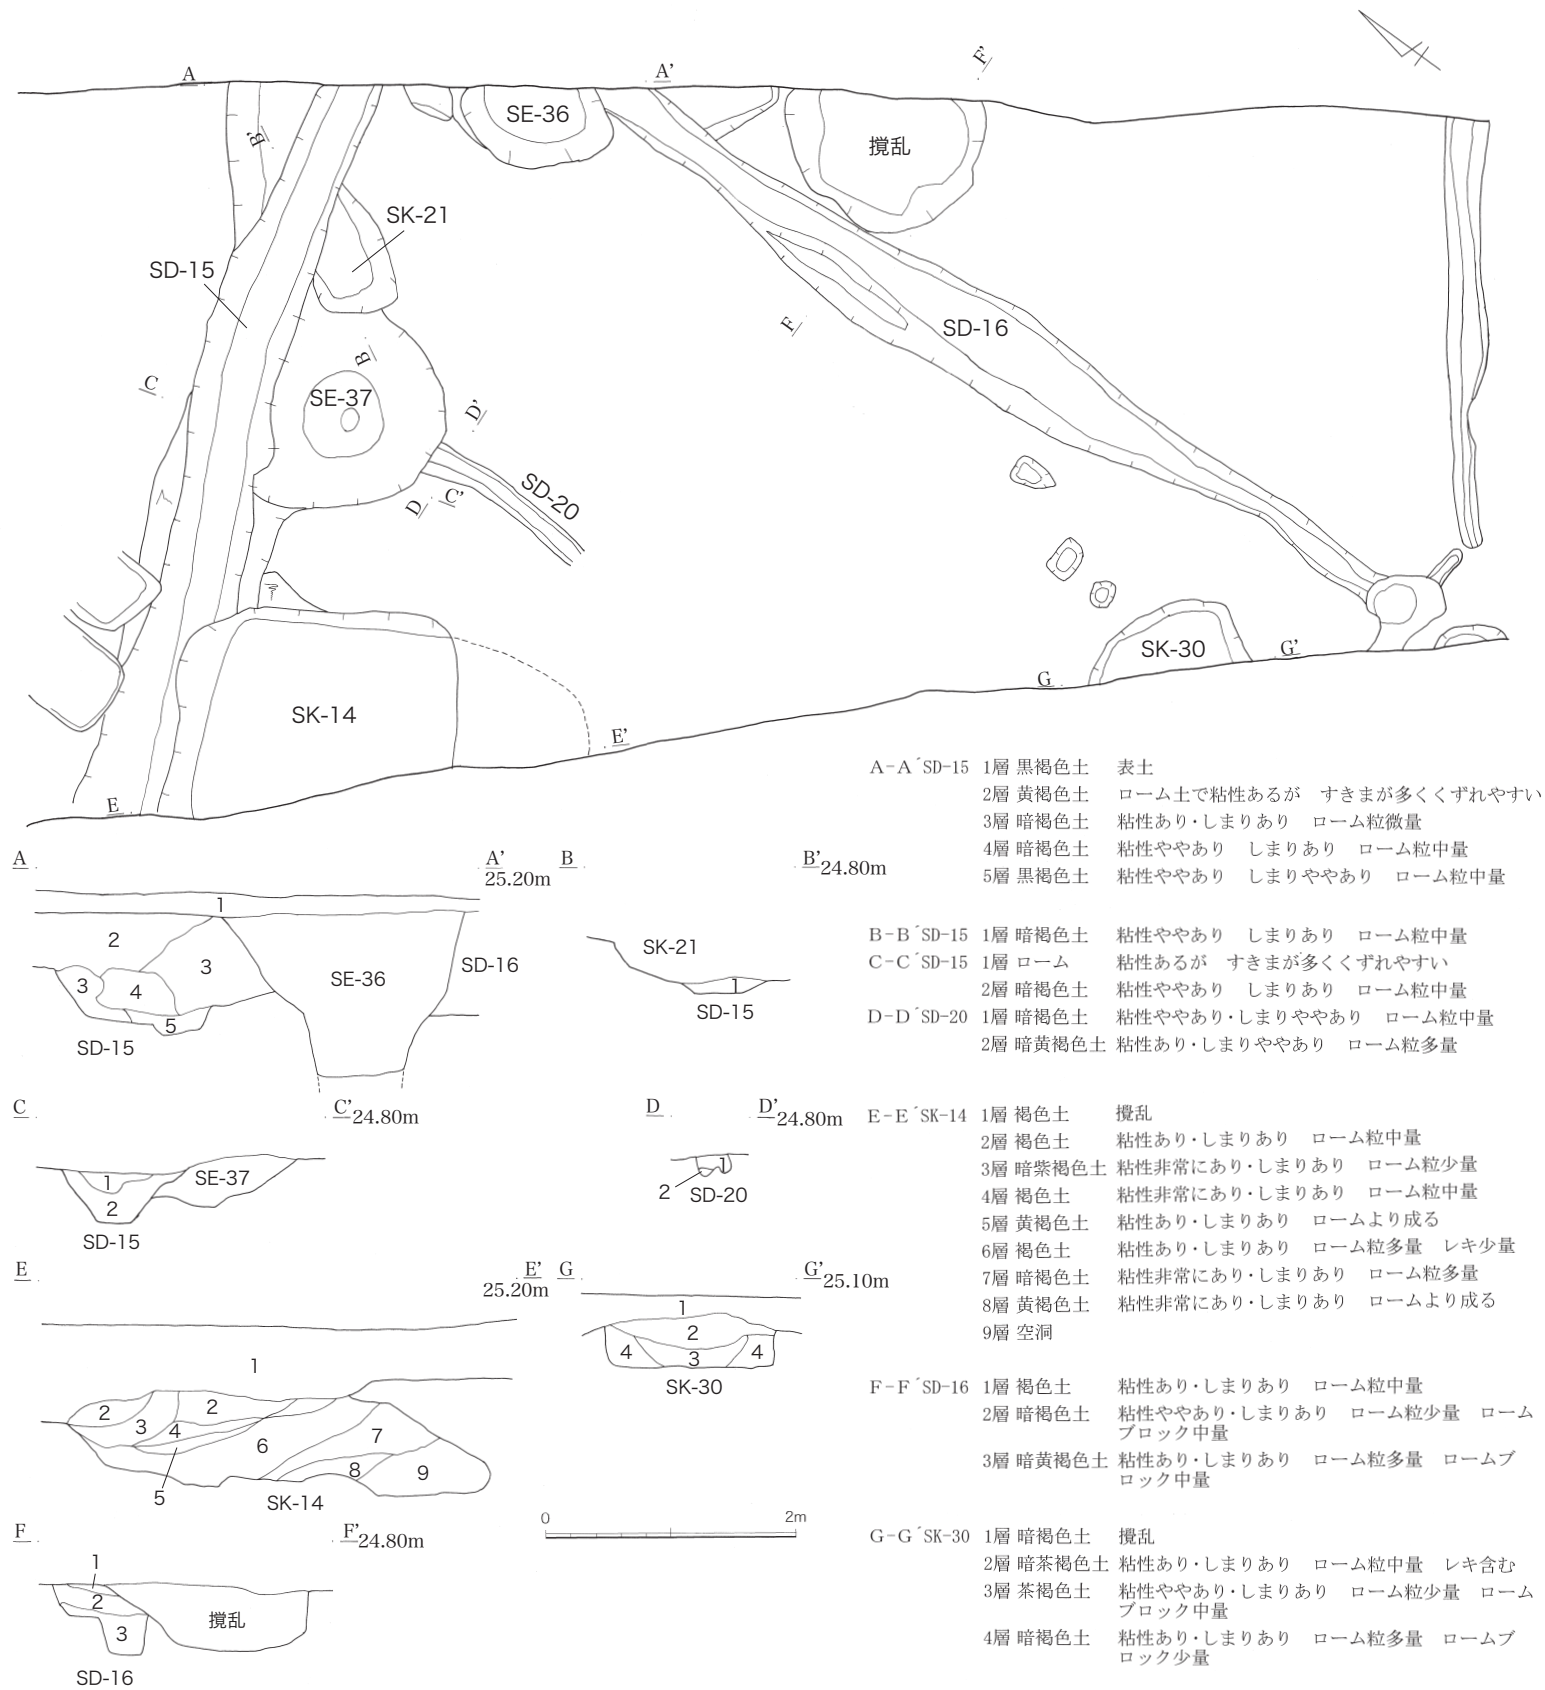 A
A'
F'
B'
SE-36
攪乱
SK-21
SD-15
F
SD-16
B
C
SE-37
D'
D
C'
SD-20
SK-30
G'
G
SK-14
E'
E
A-A´SD-15 1層 黒褐色土 表土
2層 黄褐色土 ローム土で粘性あるが すきまが多くくずれやすい
3層 暗褐色土 粘性あり・しまりあり ローム粒微量
4層 暗褐色土 粘性ややあり しまりあり ローム粒中量
5層 黒褐色土 粘性ややあり しまりややあり ローム粒中量
B-B´SD-15 1層 暗褐色土 粘性ややあり しまりあり ローム粒中量
C-C´SD-15 1層 ローム 粘性あるが すきまが多くくずれやすい
2層 暗褐色土 粘性ややあり しまりあり ローム粒中量
D-D´SD-20 1層 暗褐色土 粘性ややあり・しまりややあり ローム粒中量
2層 暗黄褐色土 粘性あり・しまりややあり ローム粒多量
E-E´SK-14 1層 褐色土 攪乱
2層 褐色土 粘性あり・しまりあり ローム粒中量
3層 暗紫褐色土 粘性非常にあり・しまりあり ローム粒少量
4層 褐色土 粘性非常にあり・しまりあり ローム粒中量
5層 黄褐色土 粘性あり・しまりあり ロームより成る
6層 褐色土 粘性あり・しまりあり ローム粒多量 レキ少量
7層 暗褐色土 粘性非常にあり・しまりあり ローム粒多量
8層 黄褐色土 粘性非常にあり・しまりあり ロームより成る
9層 空洞
F-F´SD-16 1層 褐色土 粘性あり・しまりあり ローム粒中量
2層 暗褐色土 粘性ややあり・しまりあり ローム粒少量 ローム
ブロック中量
3層 暗黄褐色土 粘性あり・しまりあり ローム粒多量 ロームブ
ロック中量
G-G´SK-30 1層 暗褐色土 攪乱
2層 暗茶褐色土 粘性あり・しまりあり ローム粒中量 レキ含む
3層 茶褐色土 粘性ややあり・しまりあり ローム粒少量 ローム
ブロック中量
4層 暗褐色土 粘性あり・しまりあり ローム粒多量 ロームブ
ロック少量
A
A'
25.20m
1
2
3
3
4
5
SE-36
SD-16
SD-15
B
B'24.80m
SK-21
1
SD-15
C
C'24.80m
1
2
SE-37
SD-15
D
D'24.80m
1
2
SD-20
E
E'
25.20m
1
2
3
4
2
6
7
8
9
5
SK-14
G
G'25.10m
1
2
4
3
4
SK-30
0
2m
F
F'24.80m
1
2
3
攪乱
SD-16